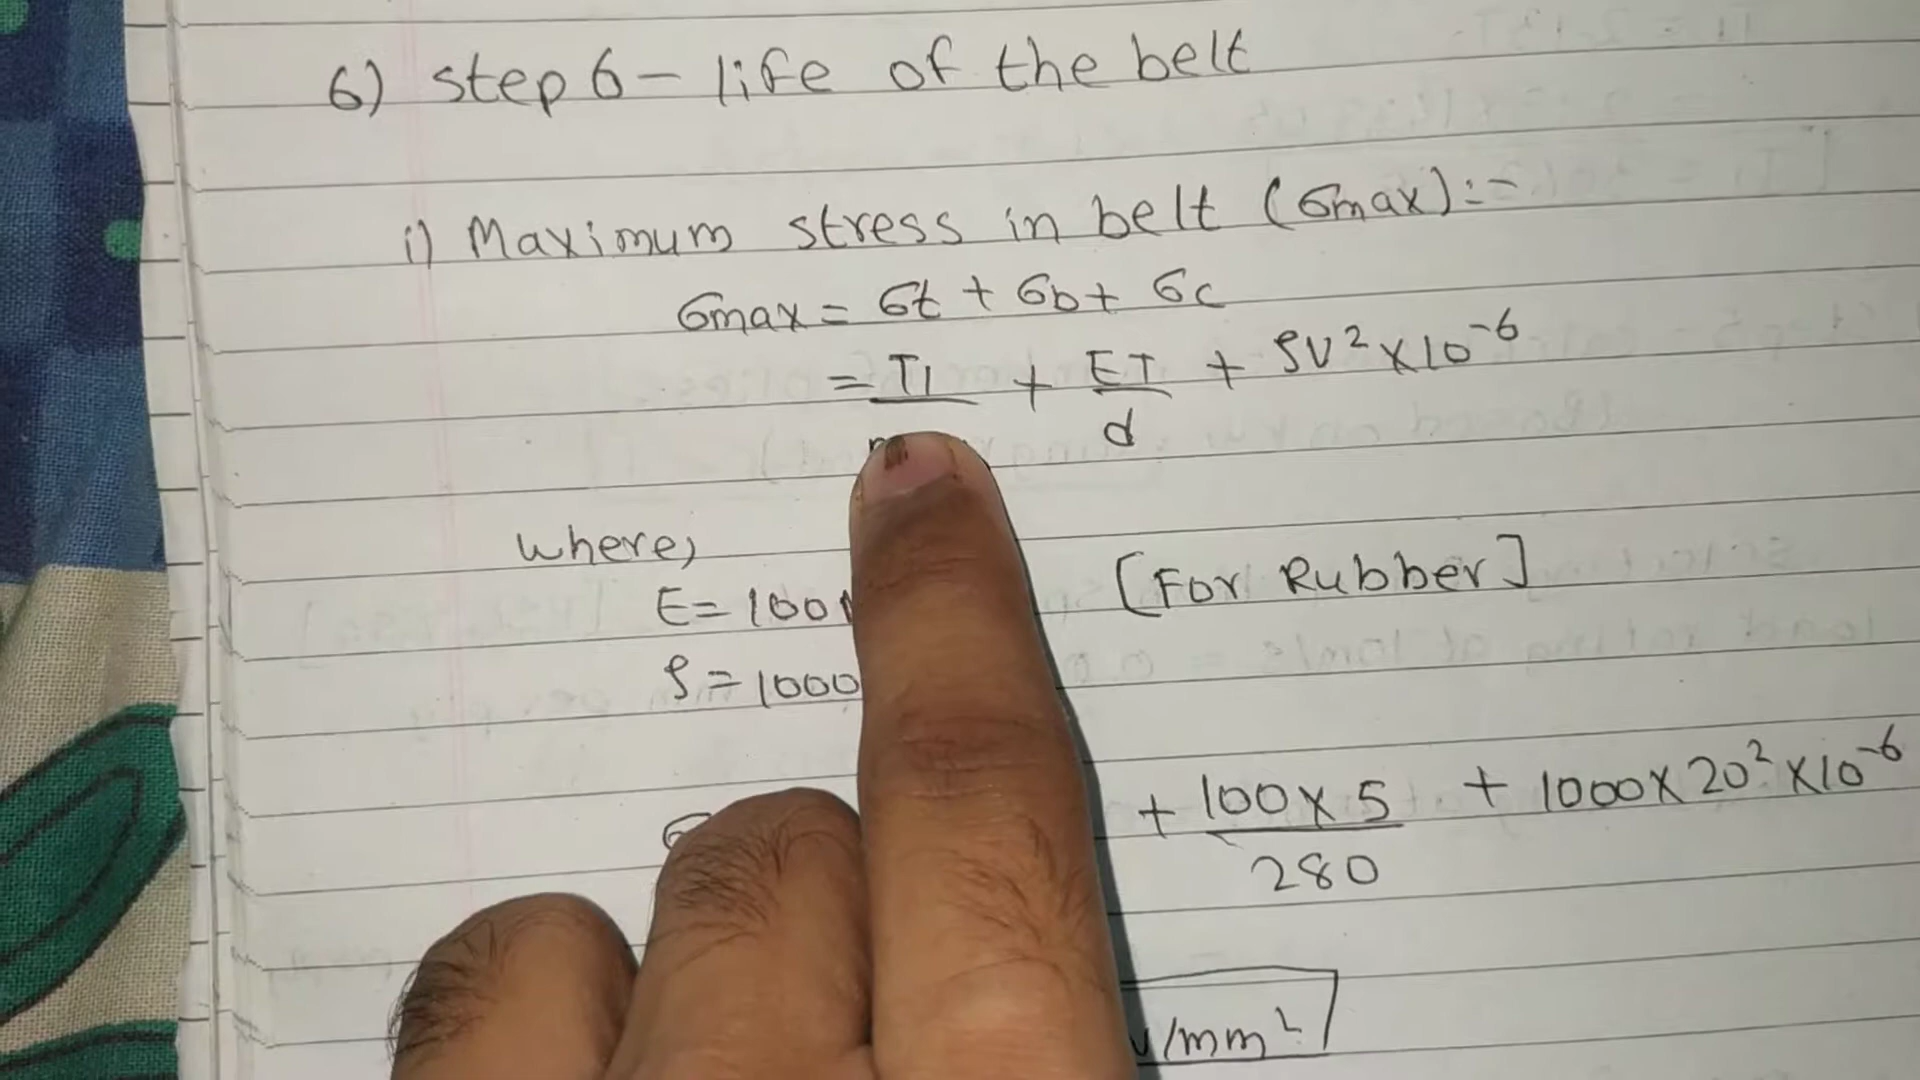 6) step 6 - life of the belt
i) Maximum stress in belt (σmax):-
σmax = σt + σb + σc
= T1 + ET + ρV² × 10⁻⁶
d
where,
E = 100 [For Rubber]
ρ = 1000
+ 100 × 5 + 1000 × 20² × 10⁻⁶
280
/mm²